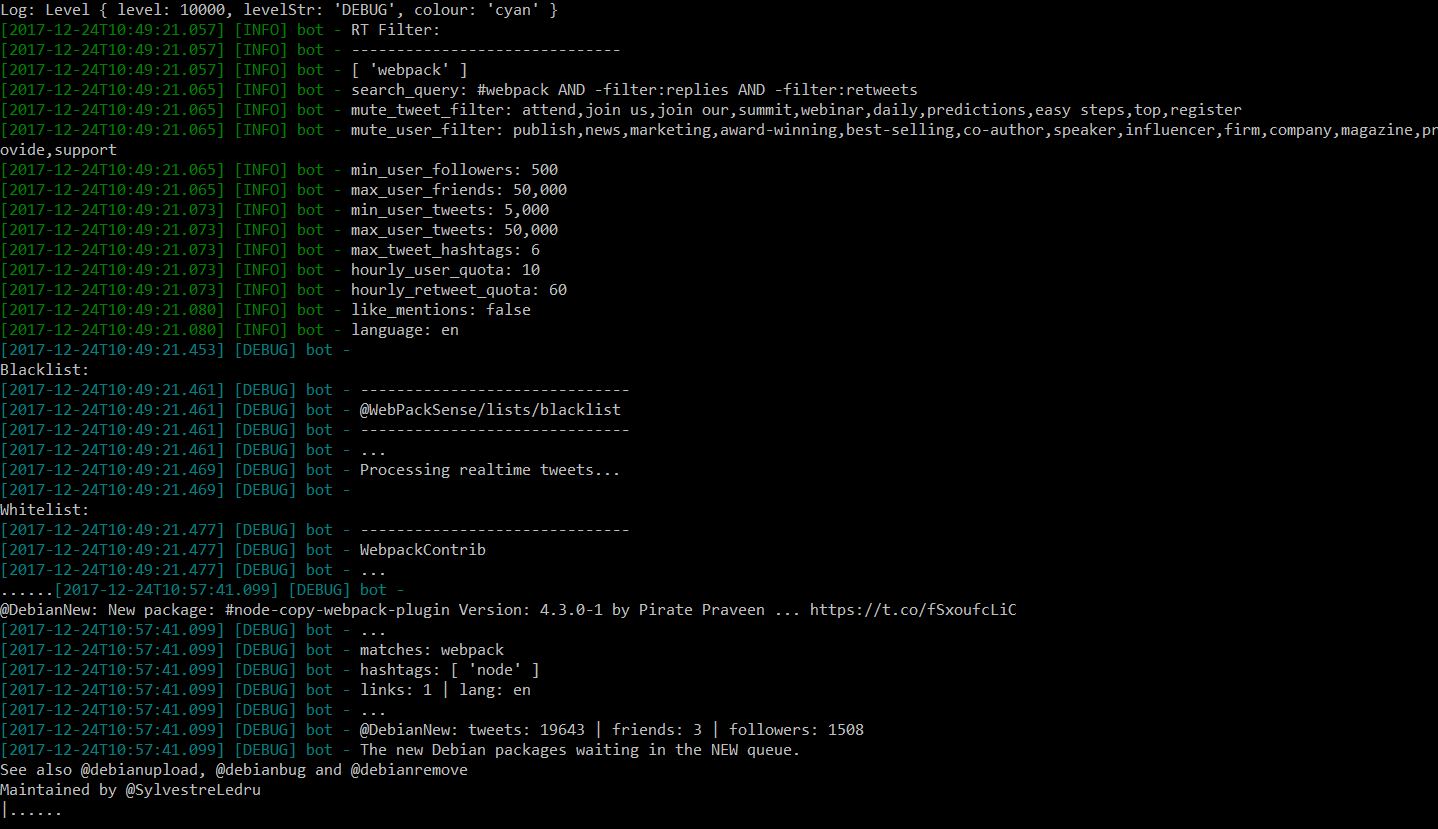 Log: Level { level: 10000, levelStr: 'DEBUG', colour: 'cyan' }
[2017-12-24T10:49:21.057] [INFO] bot - RT Filter:
[2017-12-24T10:49:21.057] [INFO] bot - ------------------------------
[2017-12-24T10:49:21.057] [INFO] bot - [ 'webpack' ]
[2017-12-24T10:49:21.065] [INFO] bot - search_query: #webpack AND -filter:replies AND -filter:retweets
[2017-12-24T10:49:21.065] [INFO] bot - mute_tweet_filter: attend,join us,join our,summit,webinar,daily,predictions,easy steps,top,register
[2017-12-24T10:49:21.065] [INFO] bot - mute_user_filter: publish,news,marketing,award-winning,best-selling,co-author,speaker,influencer,firm,company,magazine,pr
ovide,support
[2017-12-24T10:49:21.065] [INFO] bot - min_user_followers: 500
[2017-12-24T10:49:21.065] [INFO] bot - max_user_friends: 50,000
[2017-12-24T10:49:21.073] [INFO] bot - min_user_tweets: 5,000
[2017-12-24T10:49:21.073] [INFO] bot - max_user_tweets: 50,000
[2017-12-24T10:49:21.073] [INFO] bot - max_tweet_hashtags: 6
[2017-12-24T10:49:21.073] [INFO] bot - hourly_user_quota: 10
[2017-12-24T10:49:21.073] [INFO] bot - hourly_retweet_quota: 60
[2017-12-24T10:49:21.080] [INFO] bot - like_mentions: false
[2017-12-24T10:49:21.080] [INFO] bot - language: en
[2017-12-24T10:49:21.453] [DEBUG] bot -
Blacklist:
[2017-12-24T10:49:21.461] [DEBUG] bot - ------------------------------
[2017-12-24T10:49:21.461] [DEBUG] bot - @WebPackSense/lists/blacklist
[2017-12-24T10:49:21.461] [DEBUG] bot - ------------------------------
[2017-12-24T10:49:21.461] [DEBUG] bot - ...
[2017-12-24T10:49:21.469] [DEBUG] bot - Processing realtime tweets...
[2017-12-24T10:49:21.469] [DEBUG] bot -
Whitelist:
[2017-12-24T10:49:21.477] [DEBUG] bot - ------------------------------
[2017-12-24T10:49:21.477] [DEBUG] bot - WebpackContrib
[2017-12-24T10:49:21.477] [DEBUG] bot - ...
......[2017-12-24T10:57:41.099] [DEBUG] bot -
@DebianNew: New package: #node-copy-webpack-plugin Version: 4.3.0-1 by Pirate Praveen ... https://t.co/fSxoufcLiC
[2017-12-24T10:57:41.099] [DEBUG] bot - ...
[2017-12-24T10:57:41.099] [DEBUG] bot - matches: webpack
[2017-12-24T10:57:41.099] [DEBUG] bot - hashtags: [ 'node' ]
[2017-12-24T10:57:41.099] [DEBUG] bot - links: 1 | lang: en
[2017-12-24T10:57:41.099] [DEBUG] bot - ...
[2017-12-24T10:57:41.099] [DEBUG] bot - @DebianNew: tweets: 19643 | friends: 3 | followers: 1508
[2017-12-24T10:57:41.099] [DEBUG] bot - The new Debian packages waiting in the NEW queue.
See also @debianupload, @debianbug and @debianremove
Maintained by @SylvestreLedru
|......